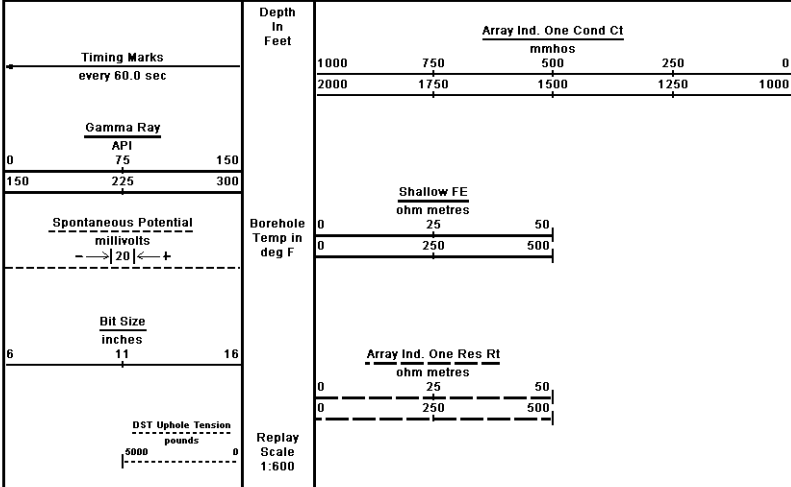 Timing Marks
every 60.0 sec
Gamma Ray
API
0 75 150
150 225 300
Spontaneous Potential
millivolts
- 20 +
Bit Size
inches
6 11 16
DST Uphole Tension
pounds
5000 0
Depth
In
Feet
Borehole
Temp in
deg F
Replay
Scale
1:600
Array Ind. One Cond Ct
mmhos
1000 750 500 250 0
2000 1750 1500 1250 1000
Shallow FE
ohm metres
0 25 50
0 250 500
Array Ind. One Res Rt
ohm metres
0 25 50
0 250 500